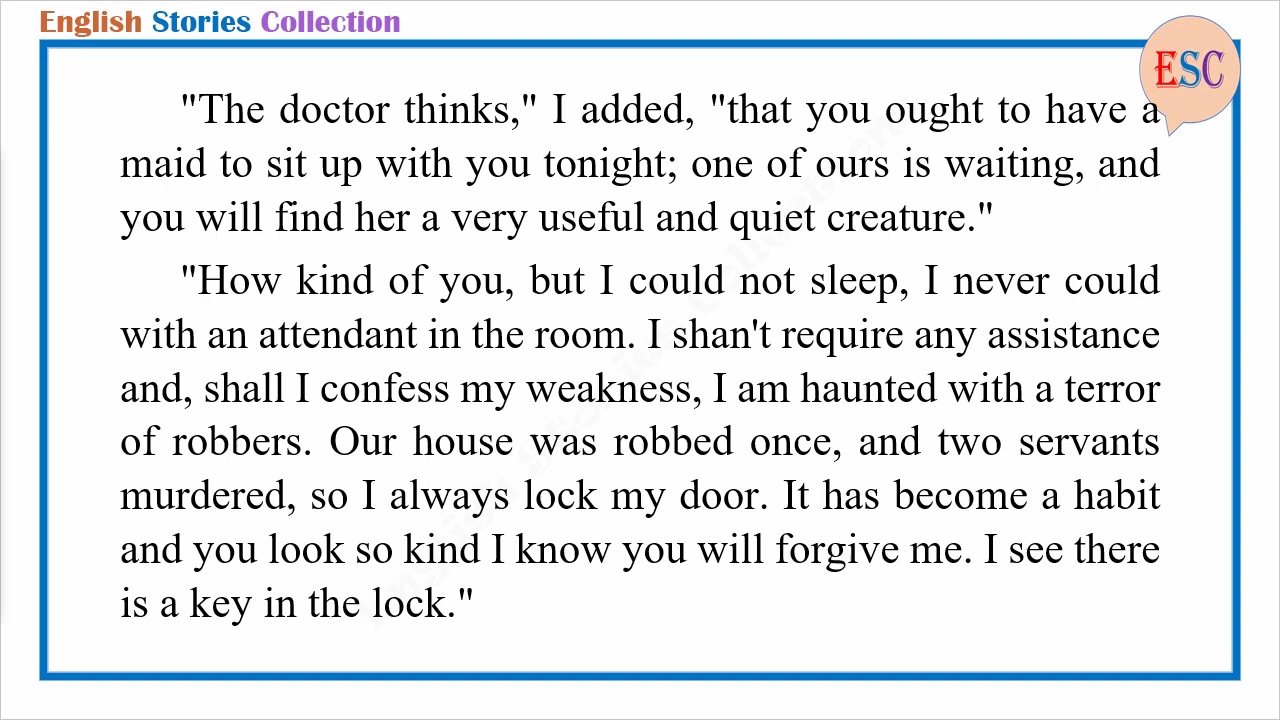 English Stories Collection
ESC
"The doctor thinks," I added, "that you ought to have a
maid to sit up with you tonight; one of ours is waiting, and
you will find her a very useful and quiet creature."
"How kind of you, but I could not sleep, I never could
with an attendant in the room. I shan't require any assistance
and, shall I confess my weakness, I am haunted with a terror
of robbers. Our house was robbed once, and two servants
murdered, so I always lock my door. It has become a habit
and you look so kind I know you will forgive me. I see there
is a key in the lock."